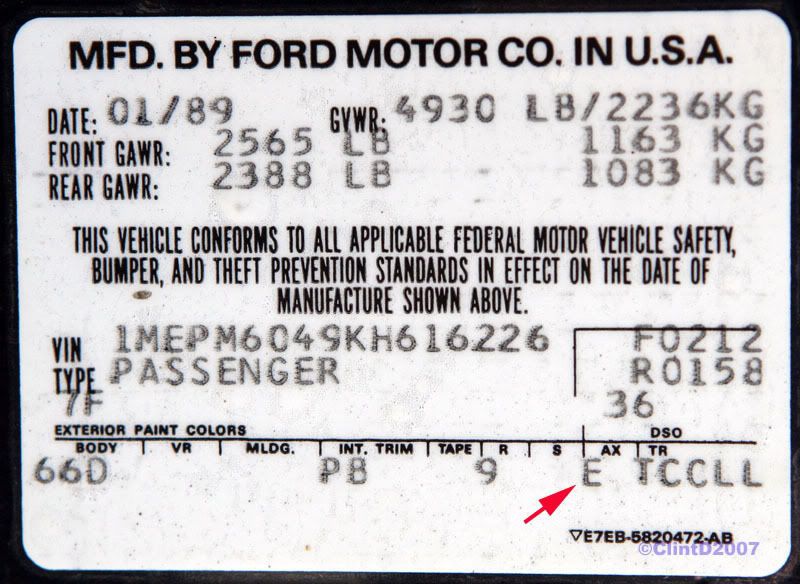 MFD. BY FORD MOTOR CO. IN U.S.A.
DATE: 01/89 GVWR: 4930 LB/2236KG
FRONT GAWR: 2565 LB 1163 KG
REAR GAWR: 2388 LB 1083 KG
THIS VEHICLE CONFORMS TO ALL APPLICABLE FEDERAL MOTOR VEHICLE SAFETY,
BUMPER, AND THEFT PREVENTION STANDARDS IN EFFECT ON THE DATE OF
MANUFACTURE SHOWN ABOVE.
VIN 1MEPM6049KH616226 F0212
TYPE PASSENGER R0158
7F 36
EXTERIOR PAINT COLORS DSO
BODY VR MLDG. INT. TRIM TAPE R S AX TR
66D PB 9 E TCCLL
▽E7EB-5820472-AB
©ClintD2007